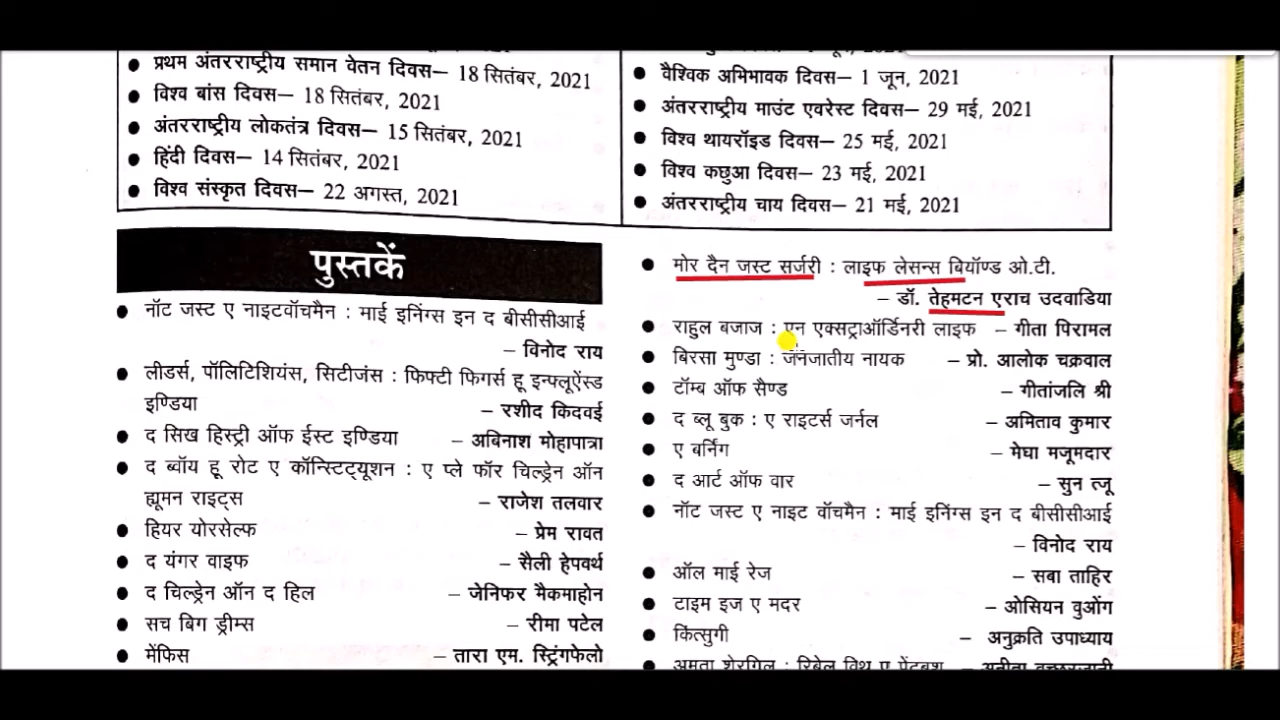 प्रथम अंतरराष्ट्रीय समान वेतन दिवस– 18 सितंबर, 2021
विश्व बांस दिवस– 18 सितंबर, 2021
अंतरराष्ट्रीय लोकतंत्र दिवस– 15 सितंबर, 2021
हिंदी दिवस– 14 सितंबर, 2021
विश्व संस्कृत दिवस– 22 अगस्त, 2021
वैश्विक अभिभावक दिवस– 1 जून, 2021
अंतरराष्ट्रीय माउंट एवरेस्ट दिवस– 29 मई, 2021
विश्व थायरॉइड दिवस– 25 मई, 2021
विश्व कछुआ दिवस– 23 मई, 2021
अंतरराष्ट्रीय चाय दिवस– 21 मई, 2021
पुस्तकें
नॉट जस्ट ए नाइटवॉचमैन : माई इनिंग्स इन द बीसीसीआई
– विनोद राय
लीडर्स, पॉलिटिशियंस, सिटीजंस : फिफ्टी फिगर्स हू इन्फ्लूऐंस्ड
इण्डिया – रशीद किदवई
द सिख हिस्ट्री ऑफ ईस्ट इण्डिया – अबिनाश मोहापात्रा
द ब्वॉय हू रोट ए कॉन्स्टिट्यूशन : ए प्ले फॉर चिल्ड्रेन ऑन
ह्यूमन राइट्स – राजेश तलवार
हियर योरसेल्फ – प्रेम रावत
द यंगर वाइफ – सैली हेपवर्थ
द चिल्ड्रेन ऑन द हिल – जेनिफर मैकमाहोन
सच बिग ड्रीम्स – रीमा पटेल
मेंफिस – तारा एम. स्ट्रिंगफेलो
मोर दैन जस्ट सर्जरी : लाइफ लेसन्स बियॉण्ड ओ.टी.
– डॉ. तेहमटन एराच उदवाडिया
राहुल बजाज : एन एक्सट्राऑर्डिनरी लाइफ – गीता पिरामल
बिरसा मुण्डा : जनजातीय नायक – प्रो. आलोक चक्रवाल
टॉम्ब ऑफ सैण्ड – गीतांजलि श्री
द ब्लू बुक : ए राइटर्स जर्नल – अमिताव कुमार
ए बर्निंग – मेघा मजूमदार
द आर्ट ऑफ वार – सुन त्जू
नॉट जस्ट ए नाइट वॉचमैन : माई इनिंग्स इन द बीसीसीआई
– विनोद राय
ऑल माई रेज – सबा ताहिर
टाइम इज ए मदर – ओसियन वुओंग
किंत्सुगी – अनुक्रति उपाध्याय